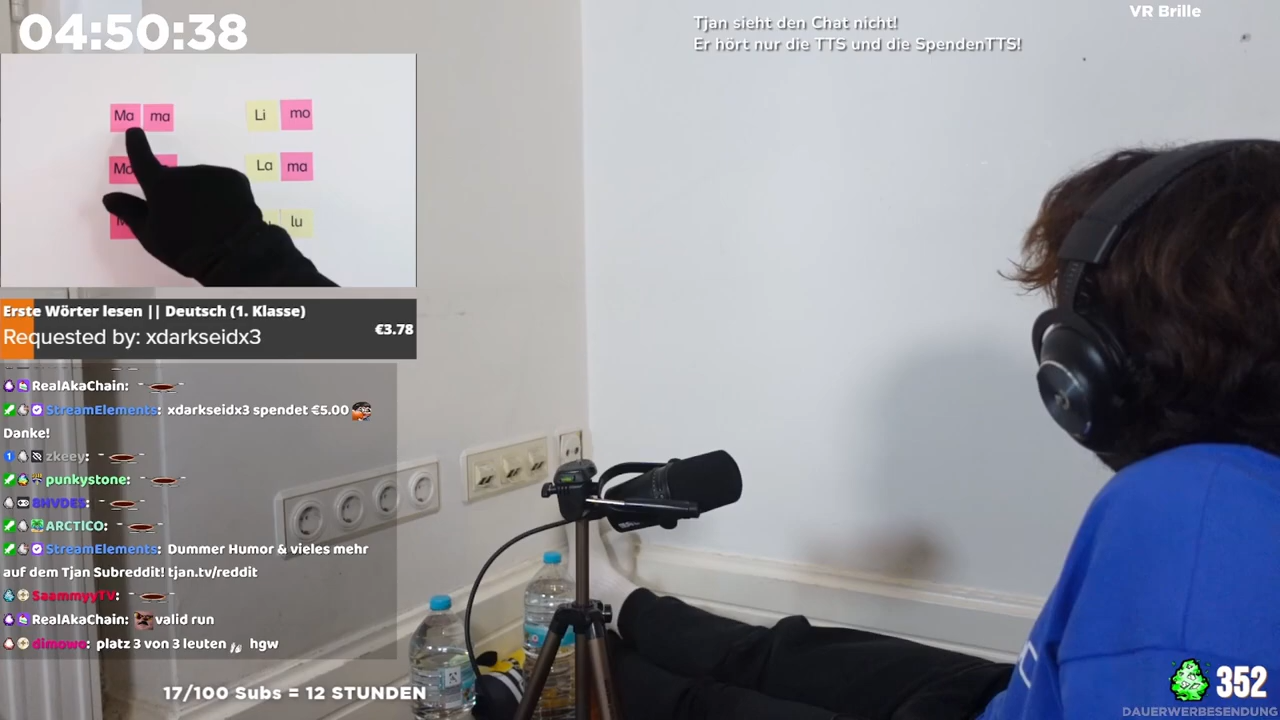 04:50:38
Tjan sieht den Chat nicht!
Er hört nur die TTS und die SpendenTTS!
VR Brille
Ma ma
Li mo
La ma
lu
Erste Wörter lesen || Deutsch (1. Klasse)
Requested by: xdarkseidx3
€3.78
RealAkaChain:
StreamElements: xdarkseidx3 spendet €5.00
Danke!
zkeey:
punkystone:
8HVDES:
ARCTICO:
StreamElements: Dummer Humor & vieles mehr
auf dem Tjan Subreddit! tjan.tv/reddit
SaammyyTV:
RealAkaChain: valid run
dimowo: platz 3 von 3 leuten hgw
17/100 Subs = 12 STUNDEN
352
DAUERWERBESENDUNG